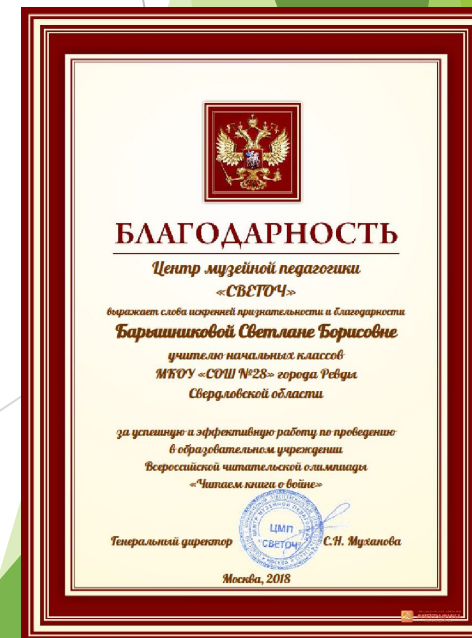 БЛАГОДАРНОСТЬ
Центр музейной педагогики
«СВЕТОЧ»
выражает слова искренней признательности и благодарности
Барышниковой Светлане Борисовне
учителю начальных классов
МКОУ «СОШ №28» города Ревды
Свердловской области
за успешную и эффективную работу по проведению
в образовательном учреждении
Всероссийской читательской олимпиады
«Читаем книги о войне»
ЦМП
"СВЕТОЧ"
Генеральный директор С.Н. Муханова
Москва, 2018